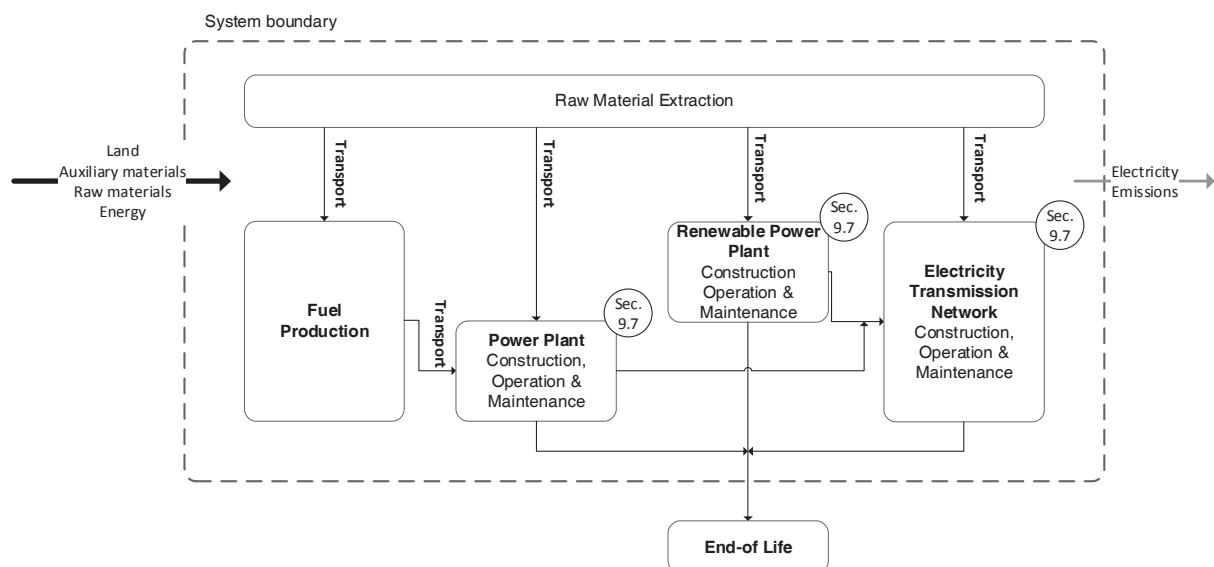 System boundary
Raw Material Extraction
Land
Auxiliary materials
Raw materials
Energy
Transport
Transport
Transport
Transport
Electricity
Emissions
Fuel
Production
Transport
Sec.
9.7
Power Plant
Construction,
Operation &
Maintenance
Sec.
9.7
Renewable Power
Plant
Construction
Operation &
Maintenance
Sec.
9.7
Electricity
Transmission
Network
Construction,
Operation &
Maintenance
End-of Life